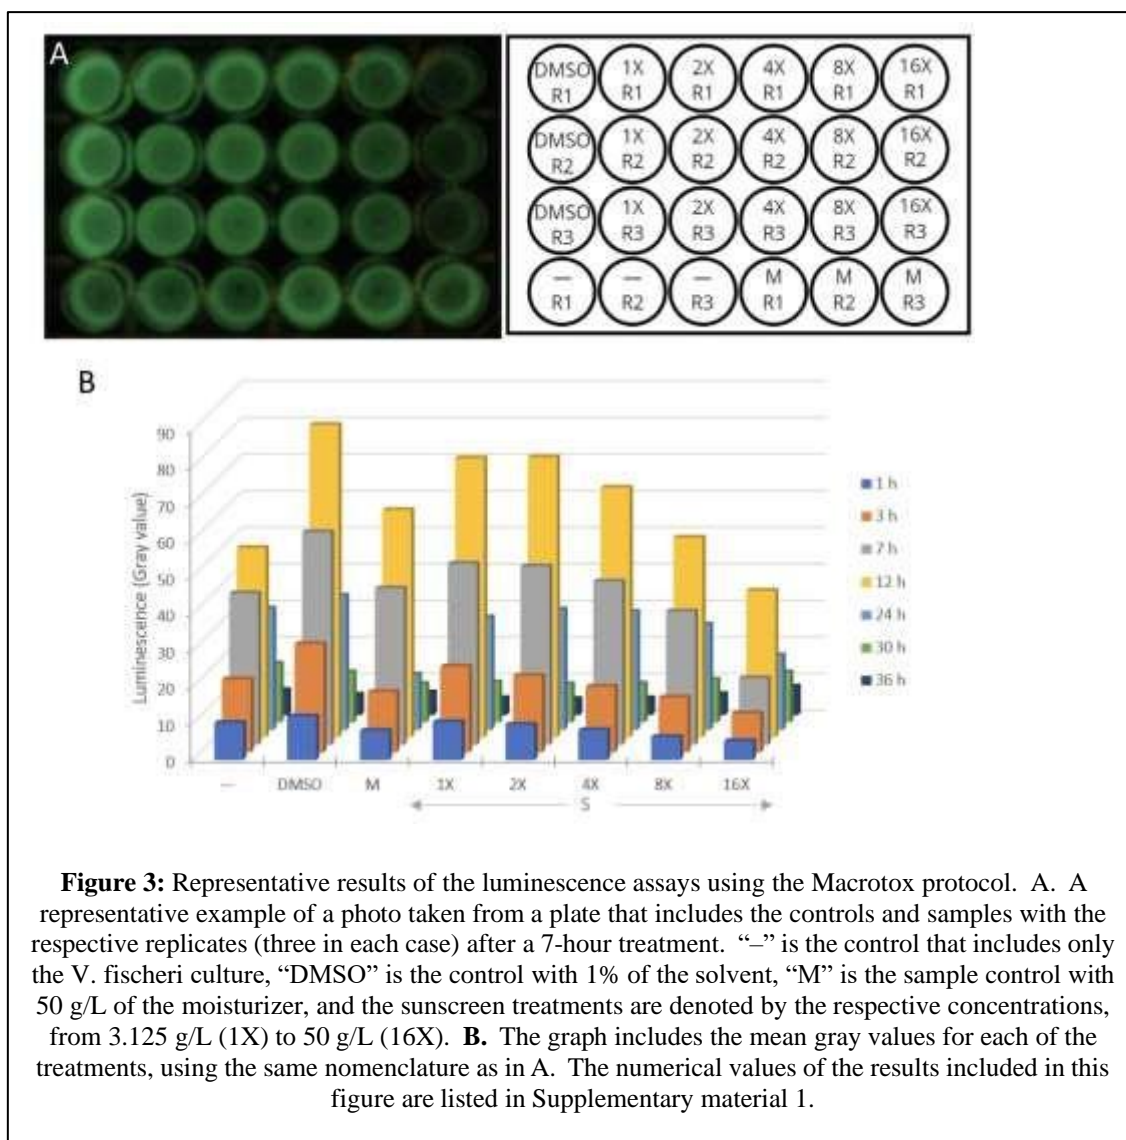 A
DMSO 1X 2X 4X 8X 16X
R1 R1 R1 R1 R1 R1
DMSO 1X 2X 4X 8X 16X
R2 R2 R2 R2 R2 R2
DMSO 1X 2X 4X 8X 16X
R3 R3 R3 R3 R3 R3
— — — M M M
R1 R2 R3 R1 R2 R3
B
Luminescence (Gray value)
90
80
70
60
50
40
30
20
10
0
— DMSO M 1X 2X 4X 8X 16X
S
1 h
3 h
7 h
12 h
24 h
30 h
36 h
Figure 3: Representative results of the luminescence assays using the Macrotox protocol. A. A
representative example of a photo taken from a plate that includes the controls and samples with the
respective replicates (three in each case) after a 7-hour treatment. “–” is the control that includes only
the V. fischeri culture, “DMSO” is the control with 1% of the solvent, “M” is the sample control with
50 g/L of the moisturizer, and the sunscreen treatments are denoted by the respective concentrations,
from 3.125 g/L (1X) to 50 g/L (16X). B. The graph includes the mean gray values for each of the
treatments, using the same nomenclature as in A. The numerical values of the results included in this
figure are listed in Supplementary material 1.